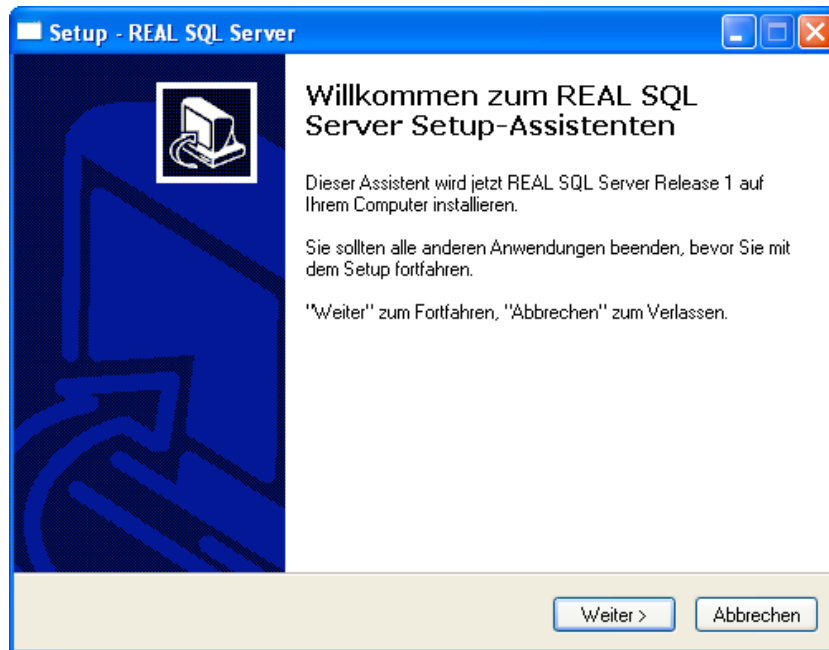 Setup - REAL SQL Server
Willkommen zum REAL SQL
Server Setup-Assistenten
Dieser Assistent wird jetzt REAL SQL Server Release 1 auf
Ihrem Computer installieren.
Sie sollten alle anderen Anwendungen beenden, bevor Sie mit
dem Setup fortfahren.
"Weiter" zum Fortfahren, "Abbrechen" zum Verlassen.
Weiter >
Abbrechen